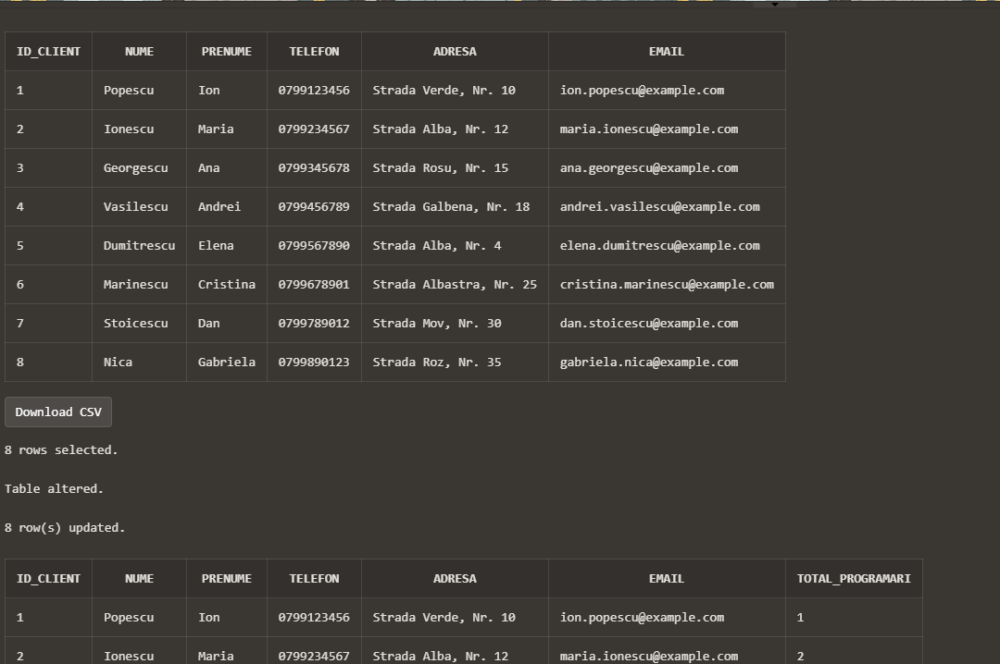 ID_CLIENT NUME PRENUME TELEFON ADRESA EMAIL
1 Popescu Ion 0799123456 Strada Verde, Nr. 10 ion.popescu@example.com
2 Ionescu Maria 0799234567 Strada Alba, Nr. 12 maria.ionescu@example.com
3 Georgescu Ana 0799345678 Strada Rosu, Nr. 15 ana.georgescu@example.com
4 Vasilescu Andrei 0799456789 Strada Galbena, Nr. 18 andrei.vasilescu@example.com
5 Dumitrescu Elena 0799567890 Strada Alba, Nr. 4 elena.dumitrescu@example.com
6 Marinescu Cristina 0799678901 Strada Albastra, Nr. 25 cristina.marinescu@example.com
7 Stoicescu Dan 0799789012 Strada Mov, Nr. 30 dan.stoicescu@example.com
8 Nica Gabriela 0799890123 Strada Roz, Nr. 35 gabriela.nica@example.com
Download CSV
8 rows selected.
Table altered.
8 row(s) updated.
ID_CLIENT NUME PRENUME TELEFON ADRESA EMAIL TOTAL_PROGRAMARI
1 Popescu Ion 0799123456 Strada Verde, Nr. 10 ion.popescu@example.com 1
2 Ionescu Maria 0799234567 Strada Alba, Nr. 12 maria.ionescu@example.com 2